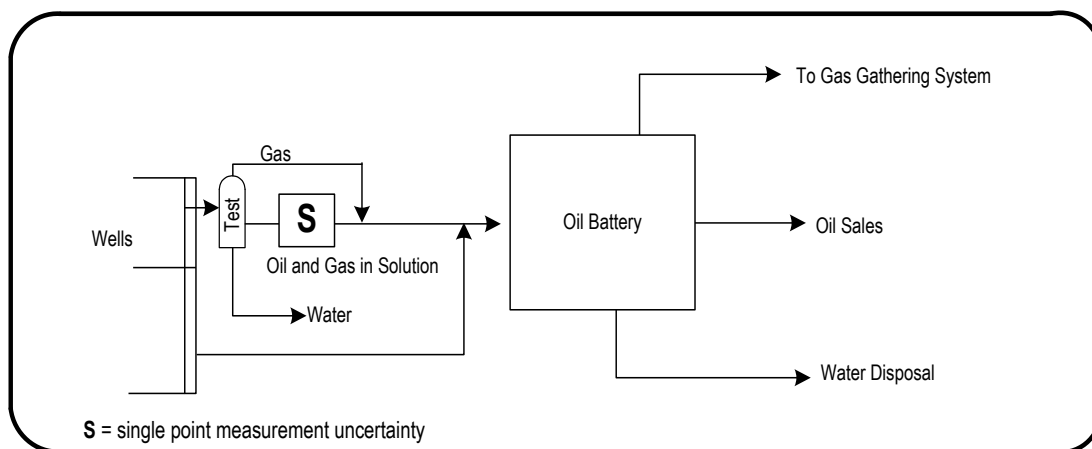 To Gas Gathering System
Gas
Test
S
Wells
Oil Battery
Oil Sales
Oil and Gas in Solution
Water
Water Disposal
S = single point measurement uncertainty